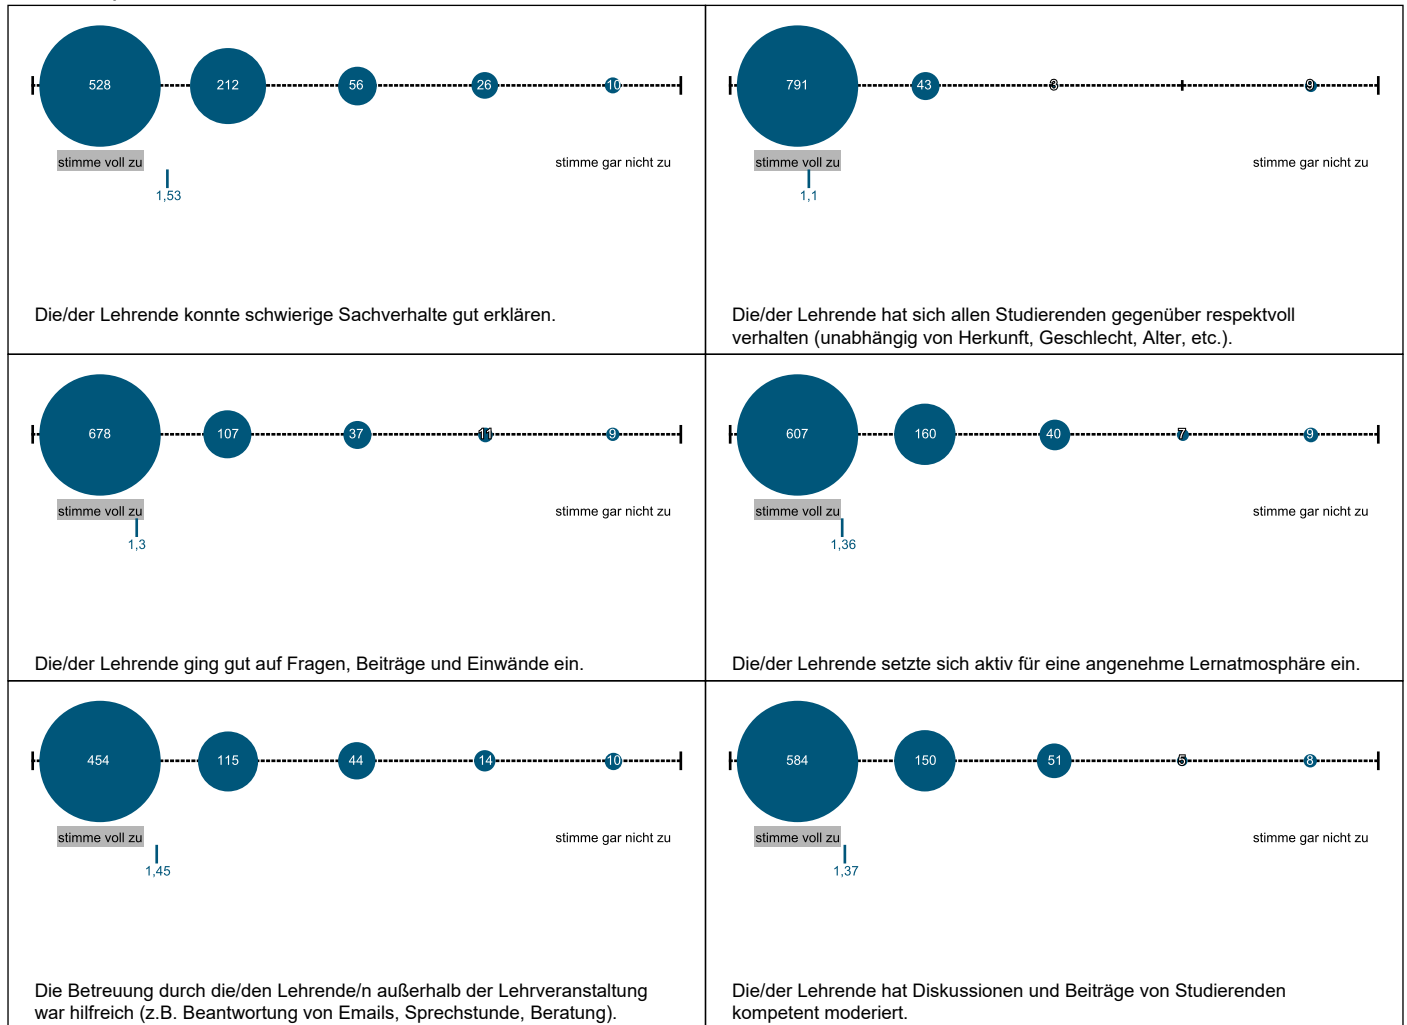 528 212 56 26 10
stimme voll zu stimme gar nicht zu
1,53
Die/der Lehrende konnte schwierige Sachverhalte gut erklären.
791 43 3 9
stimme voll zu stimme gar nicht zu
1,1
Die/der Lehrende hat sich allen Studierenden gegenüber respektvoll
verhalten (unabhängig von Herkunft, Geschlecht, Alter, etc.).
678 107 37 11 9
stimme voll zu stimme gar nicht zu
1,3
Die/der Lehrende ging gut auf Fragen, Beiträge und Einwände ein.
607 160 40 7 9
stimme voll zu stimme gar nicht zu
1,36
Die/der Lehrende setzte sich aktiv für eine angenehme Lernatmosphäre ein.
454 115 44 14 10
stimme voll zu stimme gar nicht zu
1,45
Die Betreuung durch die/den Lehrende/n außerhalb der Lehrveranstaltung
war hilfreich (z.B. Beantwortung von Emails, Sprechstunde, Beratung).
584 150 51 5 8
stimme voll zu stimme gar nicht zu
1,37
Die/der Lehrende hat Diskussionen und Beiträge von Studierenden
kompetent moderiert.